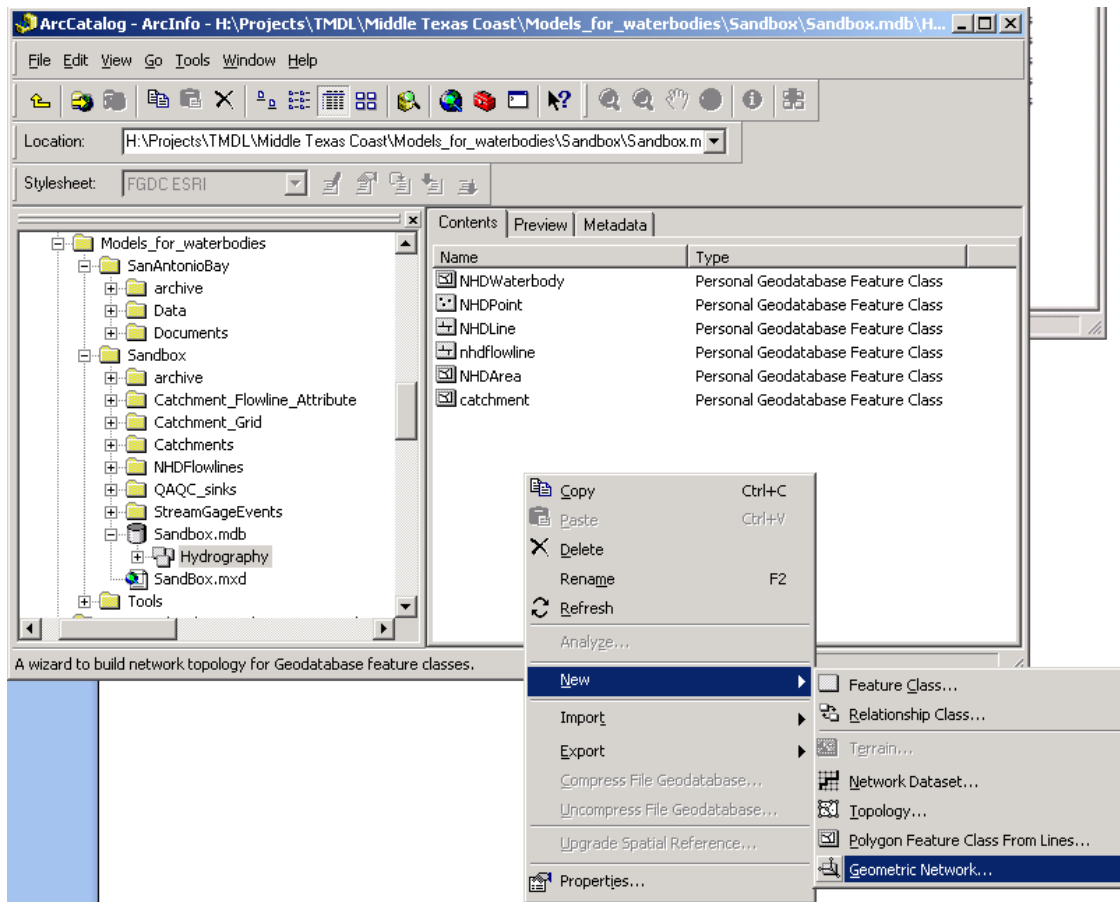 ArcCatalog - ArcInfo - H:\Projects\TMDL\Middle Texas Coast\Models_for_waterbodies\Sandbox\Sandbox.mdb\H...
File Edit View Go Tools Window Help
Location: H:\Projects\TMDL\Middle Texas Coast\Models_for_waterbodies\Sandbox\Sandbox.m
Stylesheet: FGDC ESRI
Contents Preview Metadata
Name Type
NHDWaterbody Personal Geodatabase Feature Class
NHDPoint Personal Geodatabase Feature Class
NHDLine Personal Geodatabase Feature Class
nhdflowline Personal Geodatabase Feature Class
NHDArea Personal Geodatabase Feature Class
catchment Personal Geodatabase Feature Class
Models_for_waterbodies
SanAntonioBay
archive
Data
Documents
Sandbox
archive
Catchment_Flowline_Attribute
Catchment_Grid
Catchments
NHDFlowlines
QAQC_sinks
StreamGageEvents
Sandbox.mdb
Hydrography
SandBox.mxd
Tools
A wizard to build network topology for Geodatabase feature classes.
Copy Ctrl+C
Paste Ctrl+V
Delete
Rename F2
Refresh
Analyze...
New
Import
Export
Compress File Geodatabase...
Uncompress File Geodatabase...
Upgrade Spatial Reference...
Properties...
Feature Class...
Relationship Class...
Terrain...
Network Dataset...
Topology...
Polygon Feature Class From Lines...
Geometric Network...